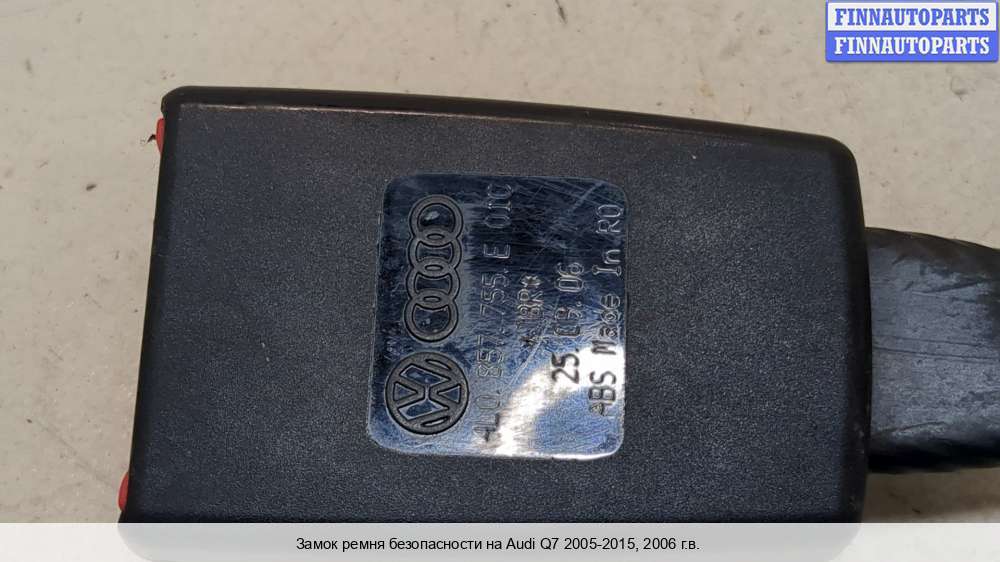 FINNAUTOPARTS
FINNAUTOPARTS
4L0.857.755.E 01C
25.03.06
ABS Made In RO
Замок ремня безопасности на Audi Q7 2005-2015, 2006 г.в.